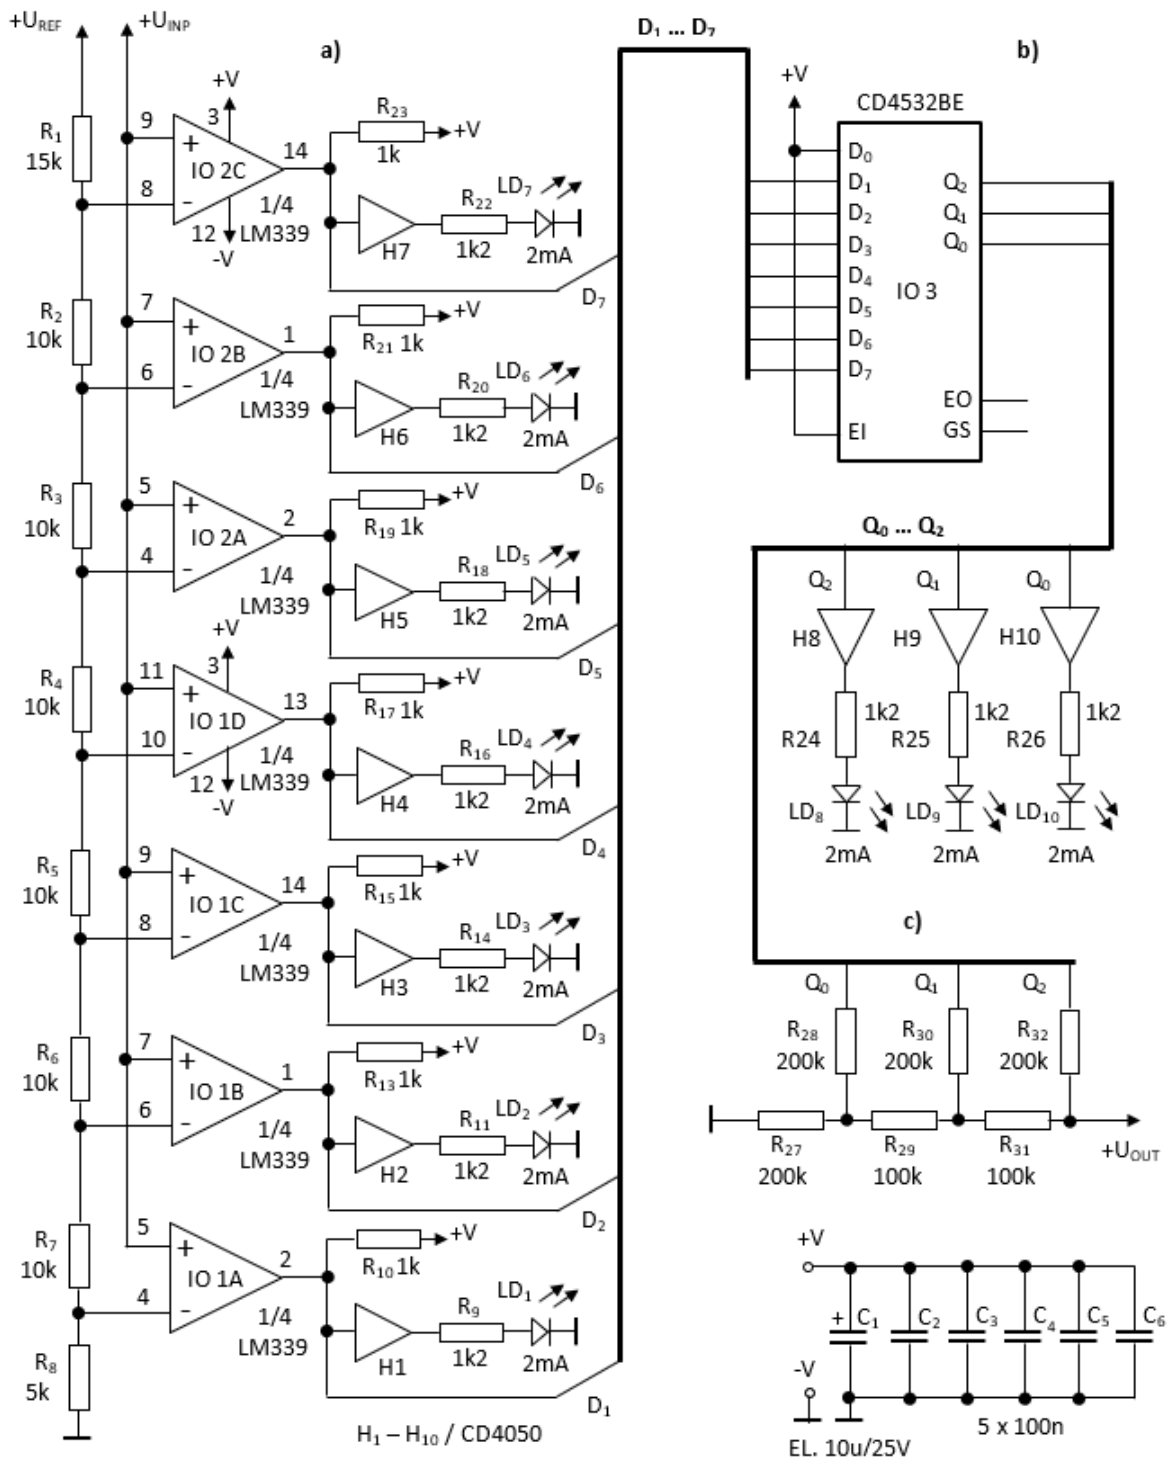 +U_REF +U_INP
a)
D₁ ... D₇
b)
+V
3
9
8
+
-
IO 2C
14
12
-V
1/4
LM339
R₁
15k
R₂₃
1k
+V
H7
R₂₂
1k2
LD₇
2mA
D₇
R₂
10k
7
6
+
-
IO 2B
1
1/4
LM339
R₂₁ 1k
+V
H6
R₂₀
1k2
LD₆
2mA
D₆
R₃
10k
5
4
+
-
IO 2A
2
1/4
LM339
R₁₉ 1k
+V
H5
R₁₈
1k2
LD₅
2mA
D₅
R₄
10k
+V
3
11
10
+
-
IO 1D
13
12
-V
1/4
LM339
R₁₇ 1k
+V
H4
R₁₆
1k2
LD₄
2mA
D₄
R₅
10k
9
8
+
-
IO 1C
14
1/4
LM339
R₁₅ 1k
+V
H3
R₁₄
1k2
LD₃
2mA
D₃
R₆
10k
7
6
+
-
IO 1B
1
1/4
LM339
R₁₃ 1k
+V
H2
R₁₁
1k2
LD₂
2mA
D₂
R₇
10k
5
4
+
-
IO 1A
2
1/4
LM339
R₁₀ 1k
+V
H1
R₉
1k2
LD₁
2mA
D₁
R₈
5k
H₁ – H₁₀ / CD4050
+V
CD4532BE
D₀
D₁
D₂
D₃
D₄
D₅
D₆
D₇
EI
IO 3
Q₂
Q₁
Q₀
EO
GS
Q₀ ... Q₂
Q₂ Q₁ Q₀
H8 H9 H10
1k2 1k2 1k2
R24 R25 R26
LD₈ LD₉ LD₁₀
2mA 2mA 2mA
c)
Q₀ Q₁ Q₂
R₂₈ R₃₀ R₃₂
200k 200k 200k
R₂₇ R₂₉ R₃₁
200k 100k 100k
+U_OUT
+V
+ C₁ C₂ C₃ C₄ C₅ C₆
-V
5 x 100n
EL. 10u/25V